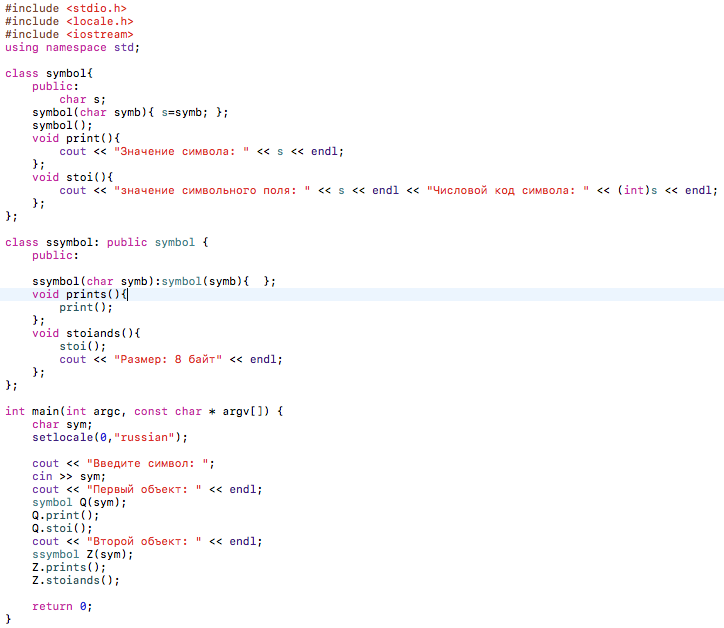 #include <stdio.h>
#include <locale.h>
#include <iostream>
using namespace std;

class symbol{
    public:
        char s;
    symbol(char symb){ s=symb; };
    symbol();
    void print(){
        cout << "Значение символа: " << s << endl;
    };
    void stoi(){
        cout << "значение символьного поля: " << s << endl << "Числовой код символа: " << (int)s << endl;
    };
};

class ssymbol: public symbol {
    public:

    ssymbol(char symb):symbol(symb){  };
    void prints(){
        print();
    };
    void stoiands(){
        stoi();
        cout << "Размер: 8 байт" << endl;
    };
};

int main(int argc, const char * argv[]) {
    char sym;
    setlocale(0,"russian");

    cout << "Введите символ: ";
    cin >> sym;
    cout << "Первый объект: " << endl;
    symbol Q(sym);
    Q.print();
    Q.stoi();
    cout << "Второй объект: " << endl;
    ssymbol Z(sym);
    Z.prints();
    Z.stoiands();

    return 0;
}